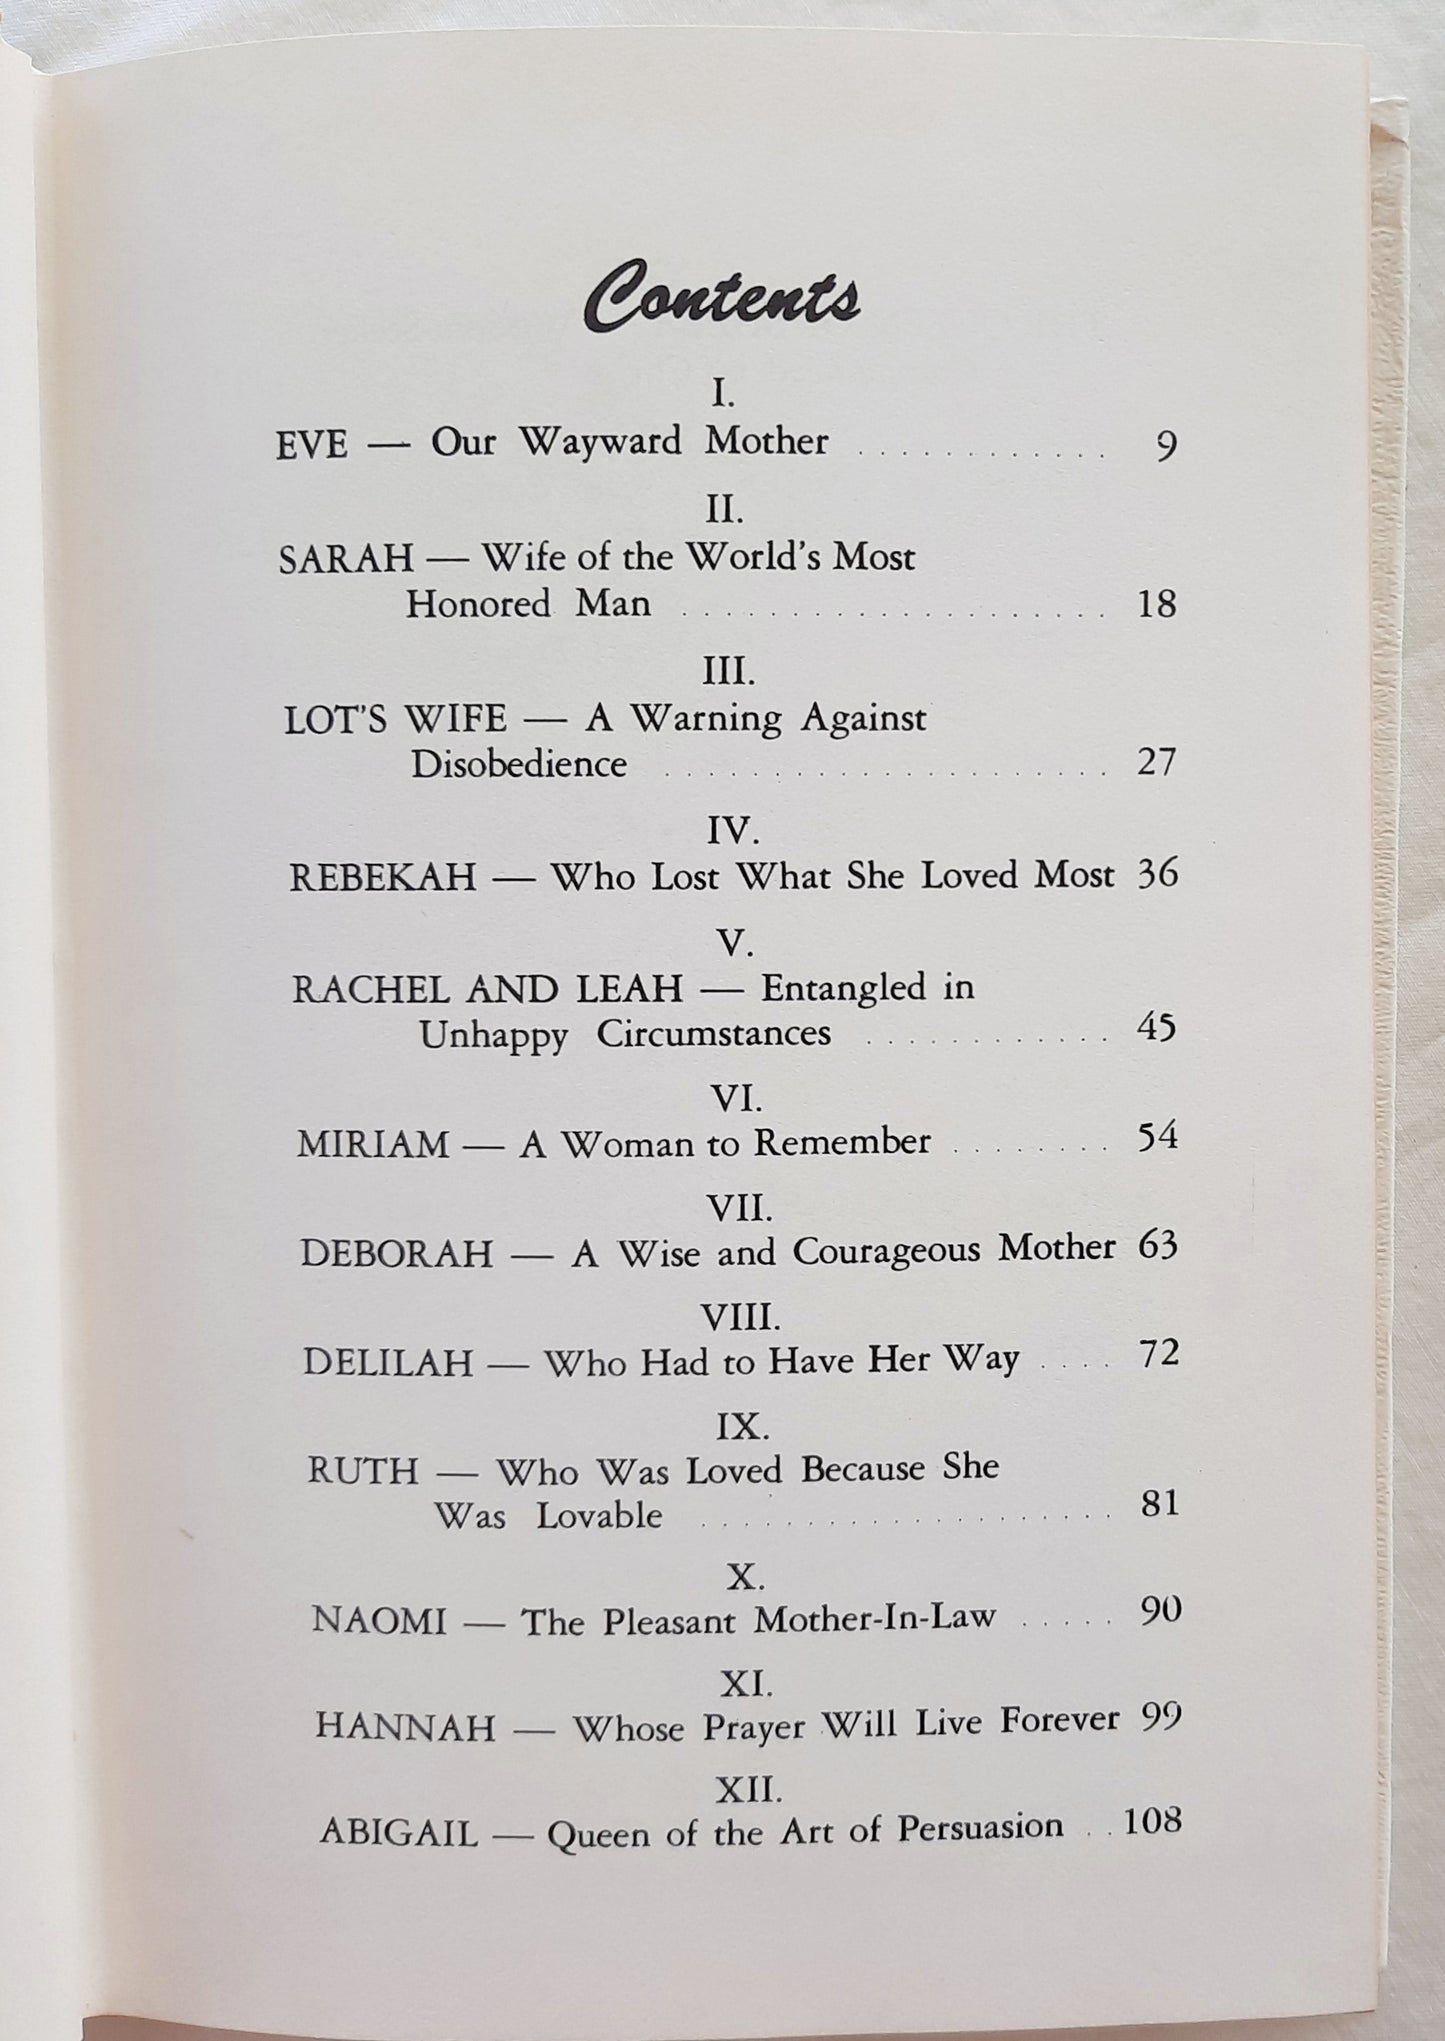 Contents
I.
EVE — Our Wayward Mother . . . . . . . . . . . . 9
II.
SARAH — Wife of the World's Most
Honored Man . . . . . . . . . . . . . . . . . . . . . 18
III.
LOT'S WIFE — A Warning Against
Disobedience . . . . . . . . . . . . . . . . . . . . . . 27
IV.
REBEKAH — Who Lost What She Loved Most 36
V.
RACHEL AND LEAH — Entangled in
Unhappy Circumstances . . . . . . . . . . . . 45
VI.
MIRIAM — A Woman to Remember . . . . . . . . 54
VII.
DEBORAH — A Wise and Courageous Mother 63
VIII.
DELILAH — Who Had to Have Her Way . . . . 72
IX.
RUTH — Who Was Loved Because She
Was Lovable . . . . . . . . . . . . . . . . . . . . 81
X.
NAOMI — The Pleasant Mother-In-Law . . . . . 90
XI.
HANNAH — Whose Prayer Will Live Forever 99
XII.
ABIGAIL — Queen of the Art of Persuasion . . 108